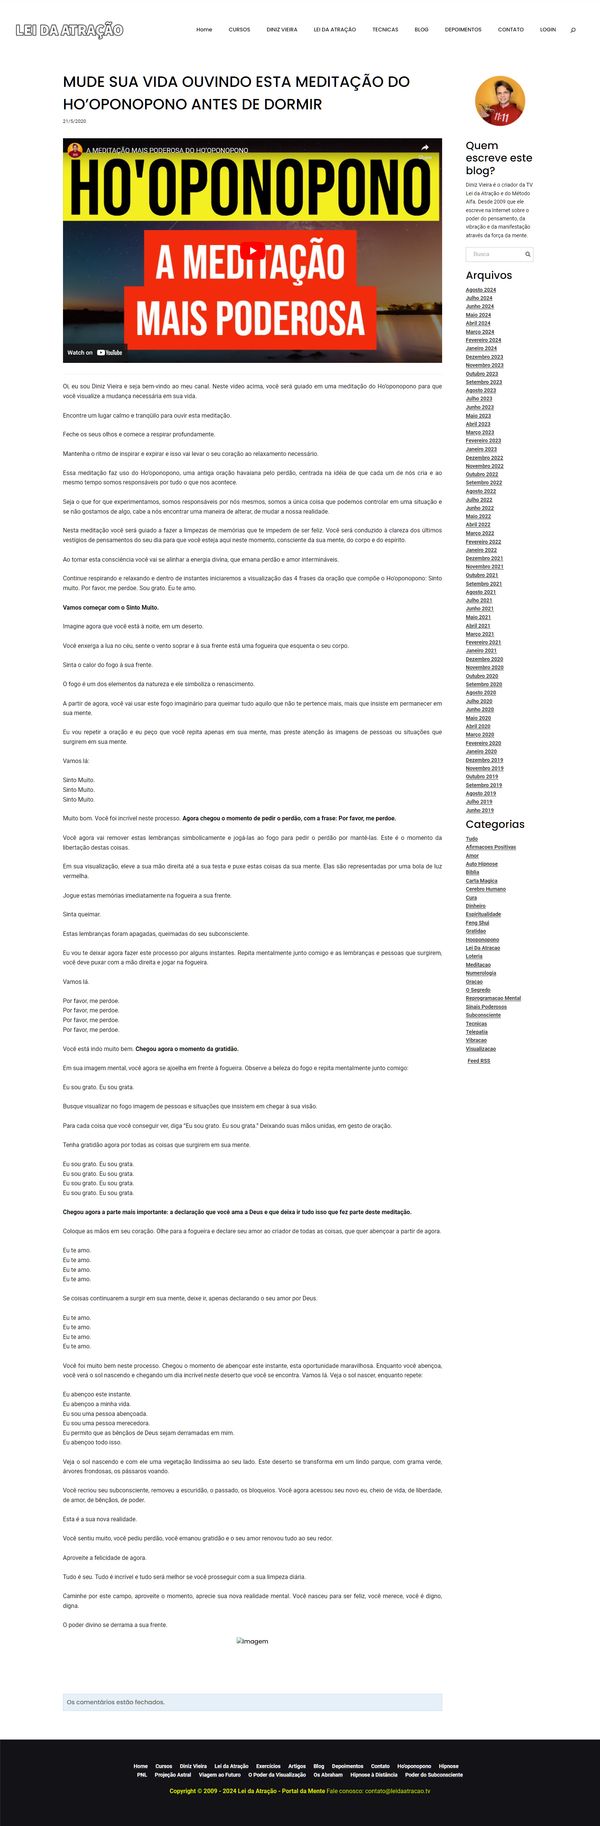 LEI DA ATRAÇÃO
Home CURSOS DINIZ VIEIRA LEI DA ATRAÇÃO TECNICAS BLOG DEPOIMENTOS CONTATO LOGIN
MUDE SUA VIDA OUVINDO ESTA MEDITAÇÃO DO
HO'OPONOPONO ANTES DE DORMIR
21/5/2020
A MEDITAÇÃO MAIS PODEROSA DO HO'OPONOPONO
HO'OPONOPONO
A MEDITAÇÃO
MAIS PODEROSA
Watch on YouTube
Oi, eu sou Diniz Vieira e seja bem-vindo ao meu canal. Neste vídeo acima, você será guiado em uma meditação do Ho'oponopono para que
você visualize a mudança necessária em sua vida.
Encontre um lugar calmo e tranqüilo para ouvir esta meditação.
Feche os seus olhos e comece a respirar profundamente.
Mantenha o ritmo de inspirar e expirar e isso vai levar o seu coração ao relaxamento necessário.
Essa meditação faz uso do Ho'oponopono, uma antiga oração havaiana pelo perdão, centrada na idéia de que cada um de nós cria e ao
mesmo tempo somos responsáveis por tudo o que nos acontece.
Seja o que for que experimentamos, somos responsáveis por nós mesmos, somos a única coisa que podemos controlar em uma situação e
se não gostamos de algo, cabe a nós encontrar uma maneira de alterar, de mudar a nossa realidade.
Nesta meditação você será guiado a fazer a limpezas de memórias que te impedem de ser feliz. Você será conduzido à clareza dos últimos
vestígios de pensamentos do seu dia para que você esteja aqui neste momento, consciente da sua mente, do corpo e do espírito.
Ao tomar esta consciência você vai se alinhar a energia divina, que emana perdão e amor intermináveis.
Continue respirando e relaxando e dentro de instantes iniciaremos a visualização das 4 frases da oração que compõe o Ho'oponopono: Sinto
muito. Por favor, me perdoe. Sou grato. Eu te amo.
Vamos começar com o Sinto Muito.
Imagine agora que você está à noite, em um deserto.
Você enxerga a lua no céu, sente o vento soprar e à sua frente está uma fogueira que esquenta o seu corpo.
Sinta o calor do fogo à sua frente.
O fogo é um dos elementos da natureza e ele simboliza o renascimento.
A partir de agora, você vai usar este fogo imaginário para queimar tudo aquilo que não te pertence mais, mais que insiste em permanecer em
sua mente.
Eu vou repetir a oração e eu peço que você repita apenas em sua mente, mas preste atenção às imagens de pessoas ou situações que
surgirem em sua mente.
Vamos lá:
Sinto Muito.
Sinto Muito.
Sinto Muito.
Muito bom. Você foi incrível neste processo. Agora chegou o momento de pedir o perdão, com a frase: Por favor, me perdoe.
Você agora vai remover estas lembranças simbolicamente e jogá-las ao fogo para pedir o perdão por mantê-las. Este é o momento da
libertação destas coisas.
Em sua visualização, eleve a sua mão direita até a sua testa e puxe estas coisas da sua mente. Elas são representadas por uma bola de luz
vermelha.
Jogue estas memórias imediatamente na fogueira a sua frente.
Sinta queimar.
Estas lembranças foram apagadas, queimadas do seu subconsciente.
Eu vou te deixar agora fazer este processo por alguns instantes. Repita mentalmente junto comigo e as lembranças e pessoas que surgirem,
você deve puxar com a mão direita e jogar na fogueira.
Vamos lá.
Por favor, me perdoe.
Por favor, me perdoe.
Por favor, me perdoe.
Por favor, me perdoe.
Você está indo muito bem. Chegou agora o momento da gratidão.
Em sua imagem mental, você agora se ajoelha em frente à fogueira. Observe a beleza do fogo e repita mentalmente junto comigo:
Eu sou grato. Eu sou grata.
Busque visualizar no fogo imagem de pessoas e situações que insistem em chegar à sua visão.
Para cada coisa que você conseguir ver, diga "Eu sou grato. Eu sou grata." Deixando suas mãos unidas, em gesto de oração.
Tenha gratidão agora por todas as coisas que surgirem em sua mente.
Eu sou grato. Eu sou grata.
Eu sou grato. Eu sou grata.
Eu sou grato. Eu sou grata.
Eu sou grato. Eu sou grata.
Chegou agora a parte mais importante: a declaração que você ama a Deus e que deixa ir tudo isso que fez parte deste meditação.
Coloque as mãos em seu coração. Olhe para a fogueira e declare seu amor ao criador de todas as coisas, que quer abençoar a partir de agora.
Eu te amo.
Eu te amo.
Eu te amo.
Eu te amo.
Se coisas continuarem a surgir em sua mente, deixe ir, apenas declarando o seu amor por Deus.
Eu te amo.
Eu te amo.
Eu te amo.
Eu te amo.
Você foi muito bem neste processo. Chegou o momento de abençoar este instante, esta oportunidade maravilhosa. Enquanto você abençoa,
você verá o sol nascendo e chegando um dia incrível neste deserto que você se encontra. Vamos lá. Veja o sol nascer, enquanto repete:
Eu abençoo este instante.
Eu abençoo a minha vida.
Eu sou uma pessoa abençoada.
Eu sou uma pessoa merecedora.
Eu permito que as bênçãos de Deus sejam derramadas em mim.
Eu abençoo todo isso.
Veja o sol nascendo e com ele uma vegetação lindíssima ao seu lado. Este deserto se transforma em um lindo parque, com grama verde,
árvores frondosas, os pássaros voando.
Você recriou seu subconsciente, removeu a escuridão, o passado, os bloqueios. Você agora acessou seu novo eu, cheio de vida, de liberdade,
de amor, de bênçãos, de poder.
Esta é a sua nova realidade.
Você sentiu muito, você pediu perdão, você emanou gratidão e o seu amor renovou tudo ao seu redor.
Aproveite a felicidade de agora.
Tudo é seu. Tudo é incrível e tudo será melhor se você prosseguir com a sua limpeza diária.
Caminhe por este campo, aproveite o momento, aprecie sua nova realidade mental. Você nasceu para ser feliz, você merece, você é digno,
digna.
O poder divino se derrama a sua frente.
Imagem
Os comentários estão fechados.
11:11
Quem
escreve este
blog?
Diniz Vieira é o criador da TV
Lei da Atração e do Método
Alfa. Desde 2009 que ele
escreve na Internet sobre o
poder do pensamento, da
vibração e da manifestação
através da força da mente.
Busca
Arquivos
Agosto 2024
Julho 2024
Junho 2024
Maio 2024
Abril 2024
Março 2024
Fevereiro 2024
Janeiro 2024
Dezembro 2023
Novembro 2023
Outubro 2023
Setembro 2023
Agosto 2023
Julho 2023
Junho 2023
Maio 2023
Abril 2023
Março 2023
Fevereiro 2023
Janeiro 2023
Dezembro 2022
Novembro 2022
Outubro 2022
Setembro 2022
Agosto 2022
Julho 2022
Junho 2022
Maio 2022
Abril 2022
Março 2022
Fevereiro 2022
Janeiro 2022
Dezembro 2021
Novembro 2021
Outubro 2021
Setembro 2021
Agosto 2021
Julho 2021
Junho 2021
Maio 2021
Abril 2021
Março 2021
Fevereiro 2021
Janeiro 2021
Dezembro 2020
Novembro 2020
Outubro 2020
Setembro 2020
Agosto 2020
Julho 2020
Junho 2020
Maio 2020
Abril 2020
Março 2020
Fevereiro 2020
Janeiro 2020
Dezembro 2019
Novembro 2019
Outubro 2019
Setembro 2019
Agosto 2019
Julho 2019
Junho 2019
Categorias
Tudo
Afirmacoes Positivas
Amor
Auto Hipnose
Biblia
Carta Magica
Cerebro Humano
Cura
Dinheiro
Espiritualidade
Feng Shui
Gratidao
Hooponopono
Lei Da Atracao
Loteria
Meditacao
Numerologia
Oracao
O Segredo
Reprogramacao Mental
Sinais Poderosos
Subconsciente
Tecnicas
Telepatia
Vibracao
Visualizacao
Feed RSS
Home Cursos Diniz Vieira Lei da Atração Exercícios Artigos Blog Depoimentos Contato Ho'oponopono Hipnose
PNL Projeção Astral Viagem ao Futuro O Poder da Visualização Os Abraham Hipnose à Distância Poder do Subconsciente
Copyright © 2009 - 2024 Lei da Atração - Portal da Mente Fale conosco: contato@leidaatracao.tv